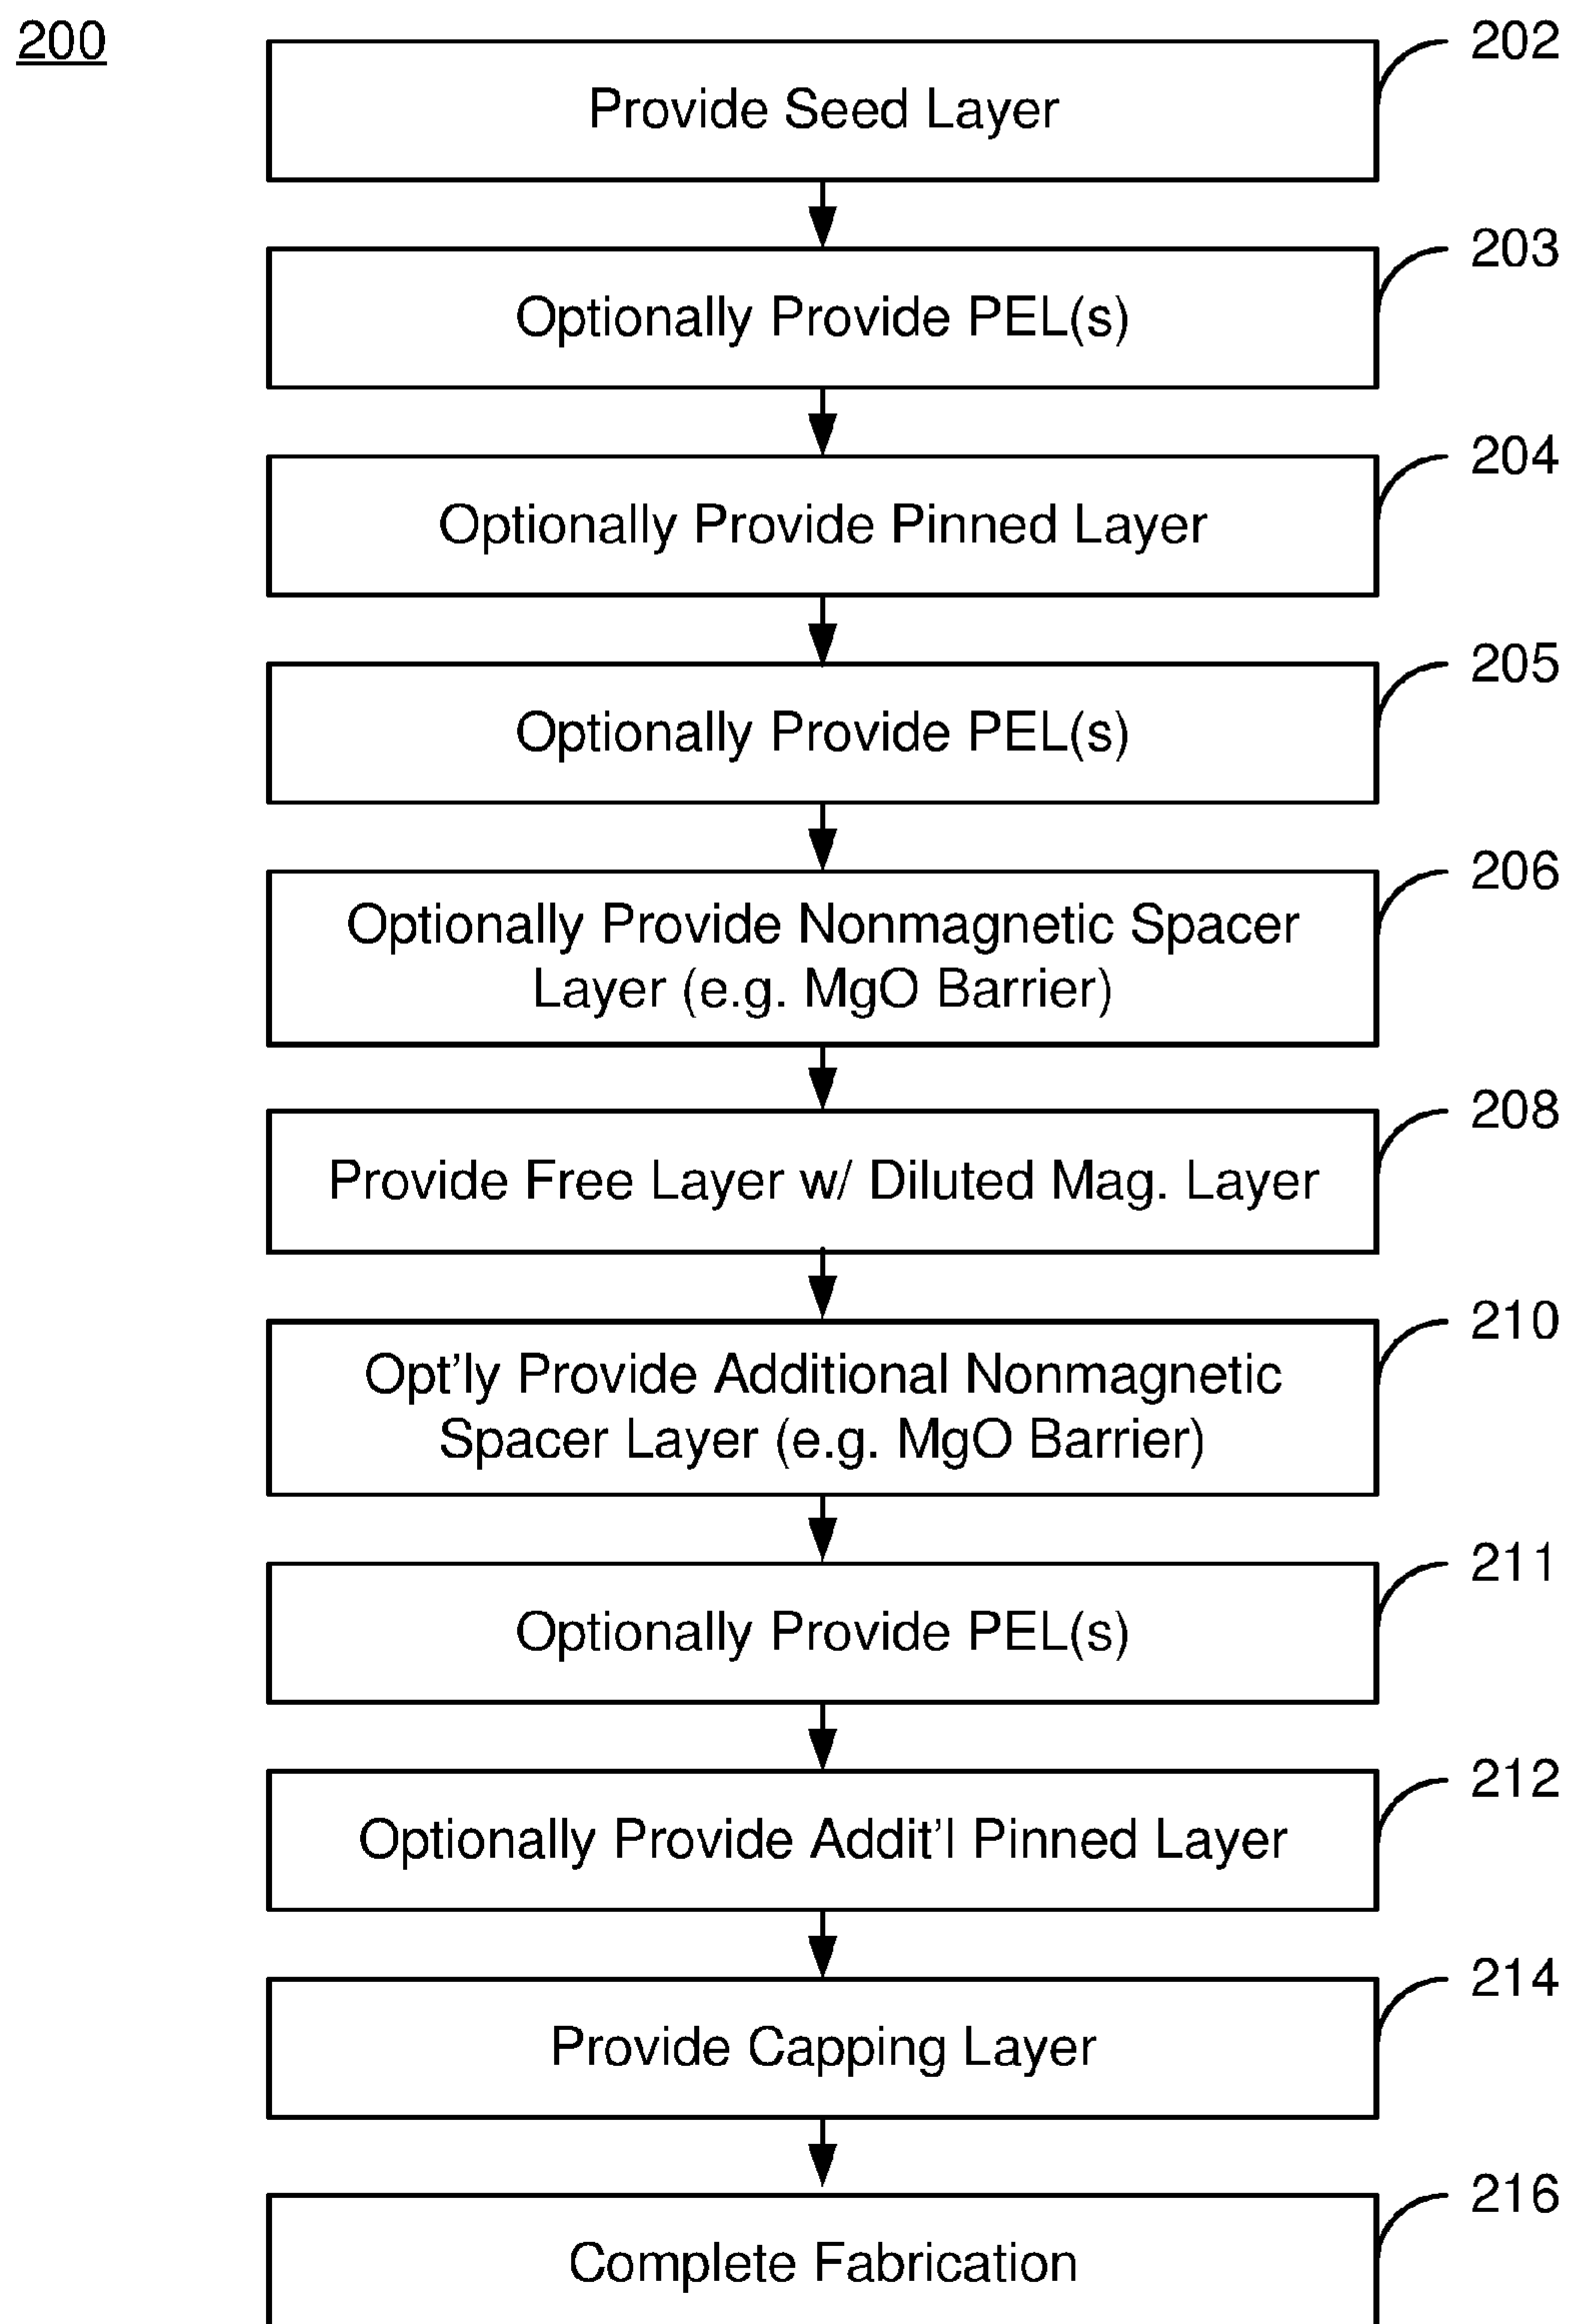 200
202
Provide Seed Layer
203
Optionally Provide PEL(s)
204
Optionally Provide Pinned Layer
205
Optionally Provide PEL(s)
206
Optionally Provide Nonmagnetic Spacer
Layer (e.g. MgO Barrier)
208
Provide Free Layer w/ Diluted Mag. Layer
210
Opt'ly Provide Additional Nonmagnetic
Spacer Layer (e.g. MgO Barrier)
211
Optionally Provide PEL(s)
212
Optionally Provide Addit'l Pinned Layer
214
Provide Capping Layer
216
Complete Fabrication